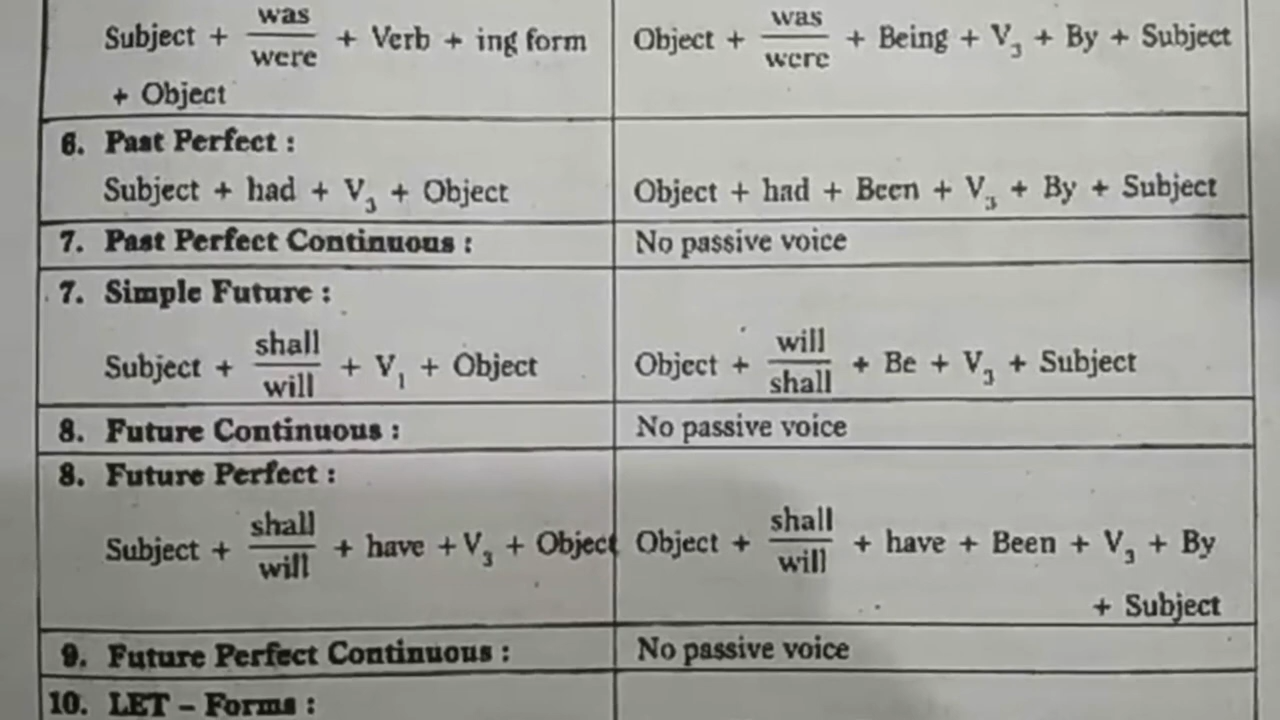 Subject + was/were + Verb + ing form
+ Object
Object + was/were + Being + V₃ + By + Subject
6. Past Perfect :
Subject + had + V₃ + Object
Object + had + Been + V₃ + By + Subject
7. Past Perfect Continuous :
No passive voice
7. Simple Future :
Subject + shall/will + V₁ + Object
Object + will/shall + Be + V₃ + Subject
8. Future Continuous :
No passive voice
8. Future Perfect :
Subject + shall/will + have + V₃ + Object
Object + shall/will + have + Been + V₃ + By
+ Subject
9. Future Perfect Continuous :
No passive voice
10. LET – Forms :